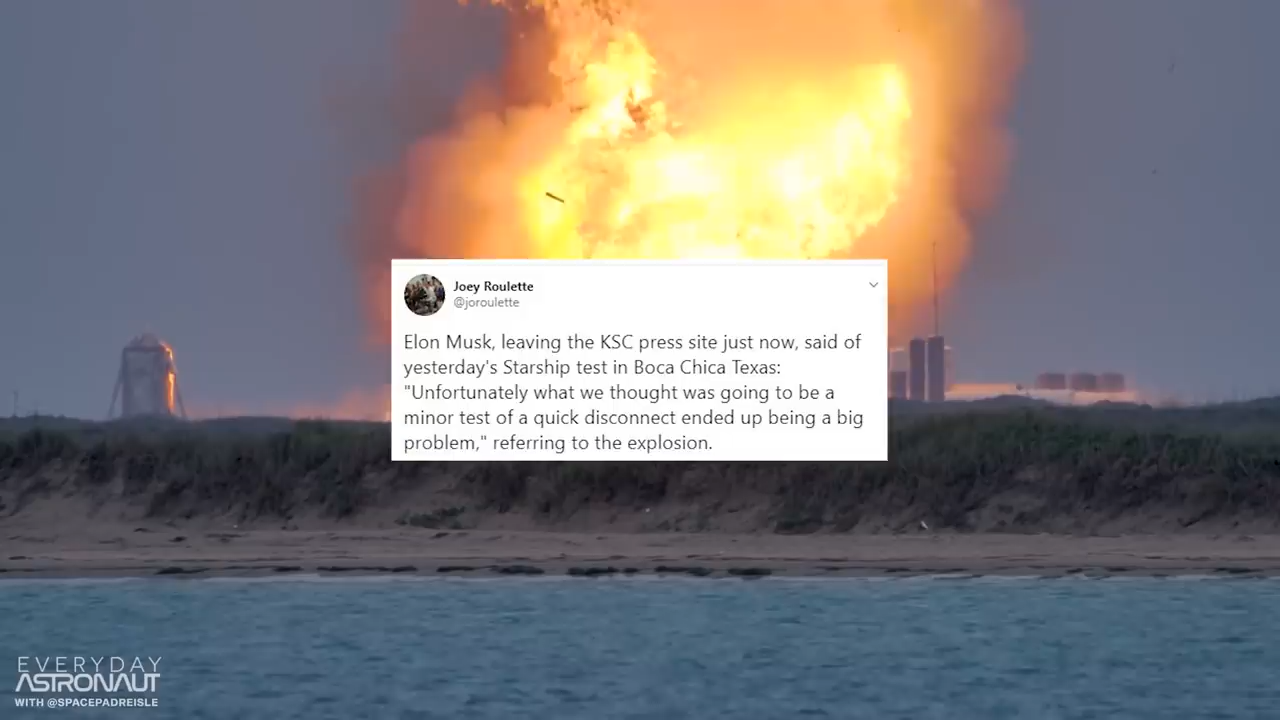 Joey Roulette
@joroulette
Elon Musk, leaving the KSC press site just now, said of
yesterday's Starship test in Boca Chica Texas:
"Unfortunately what we thought was going to be a
minor test of a quick disconnect ended up being a big
problem," referring to the explosion.
EVERYDAY
ASTRONAUT
WITH @SPACEPADREISLE